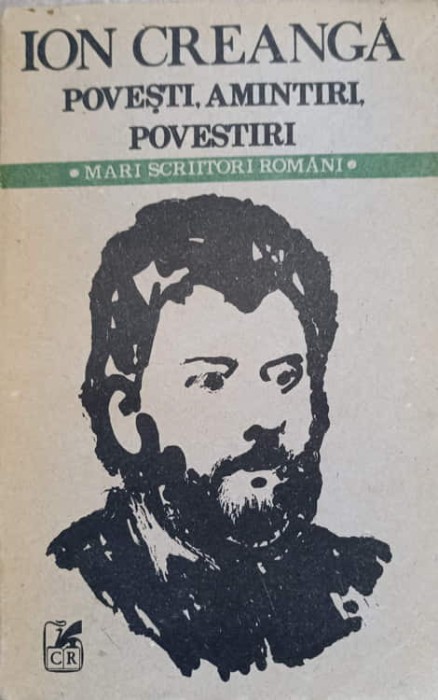 ION CREANGĂ
POVEȘTI, AMINTIRI,
POVESTIRI
• MARI SCRIITORI ROMÂNI •
CR